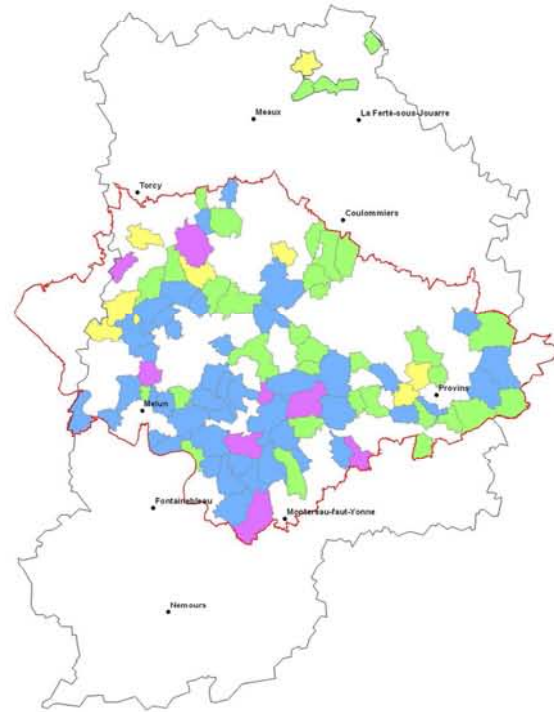 Meaux
La Ferté-sous-Jouarre
Torcy
Coulommiers
Provins
Melun
Fontainebleau
Montereau-faut-Yonne
Nemours